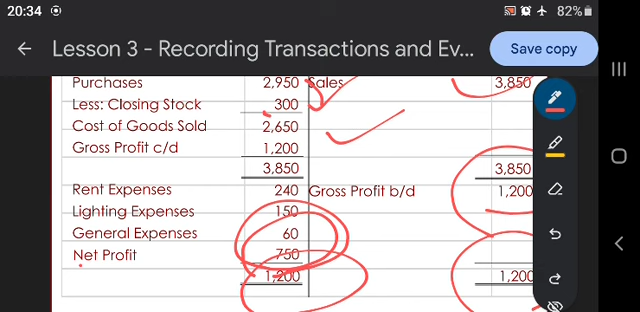 20:34 82%
Lesson 3 - Recording Transactions and Ev... Save copy
Purchases 2,950 Sales 3,850
Less: Closing Stock 300
Cost of Goods Sold 2,650
Gross Profit c/d 1,200
3,850 3,850
Rent Expenses 240 Gross Profit b/d 1,200
Lighting Expenses 150
General Expenses 60
Net Profit 750
1,200 1,200